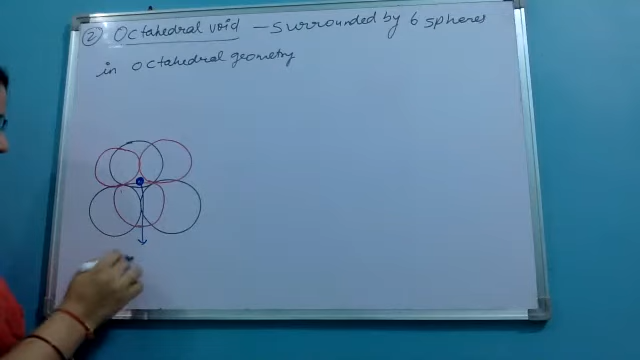 ② Octahedral void - surrounded by 6 spheres
in octahedral geometry